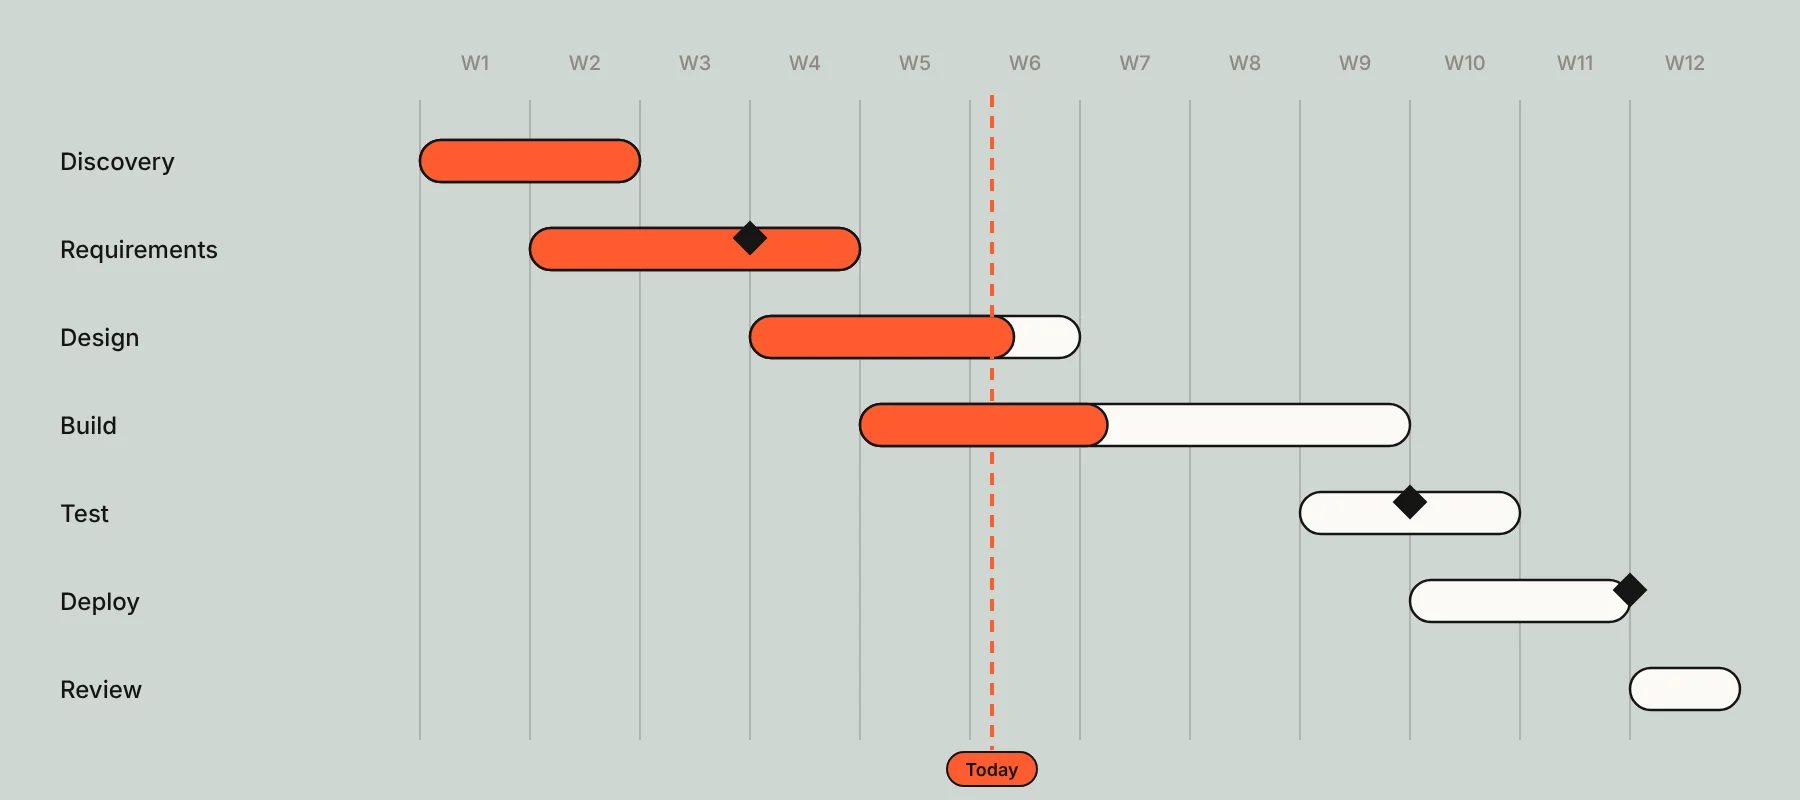 W1 W2 W3 W4 W5 W6 W7 W8 W9 W10 W11 W12
Discovery
Requirements
Design
Build
Test
Deploy
Review
Today